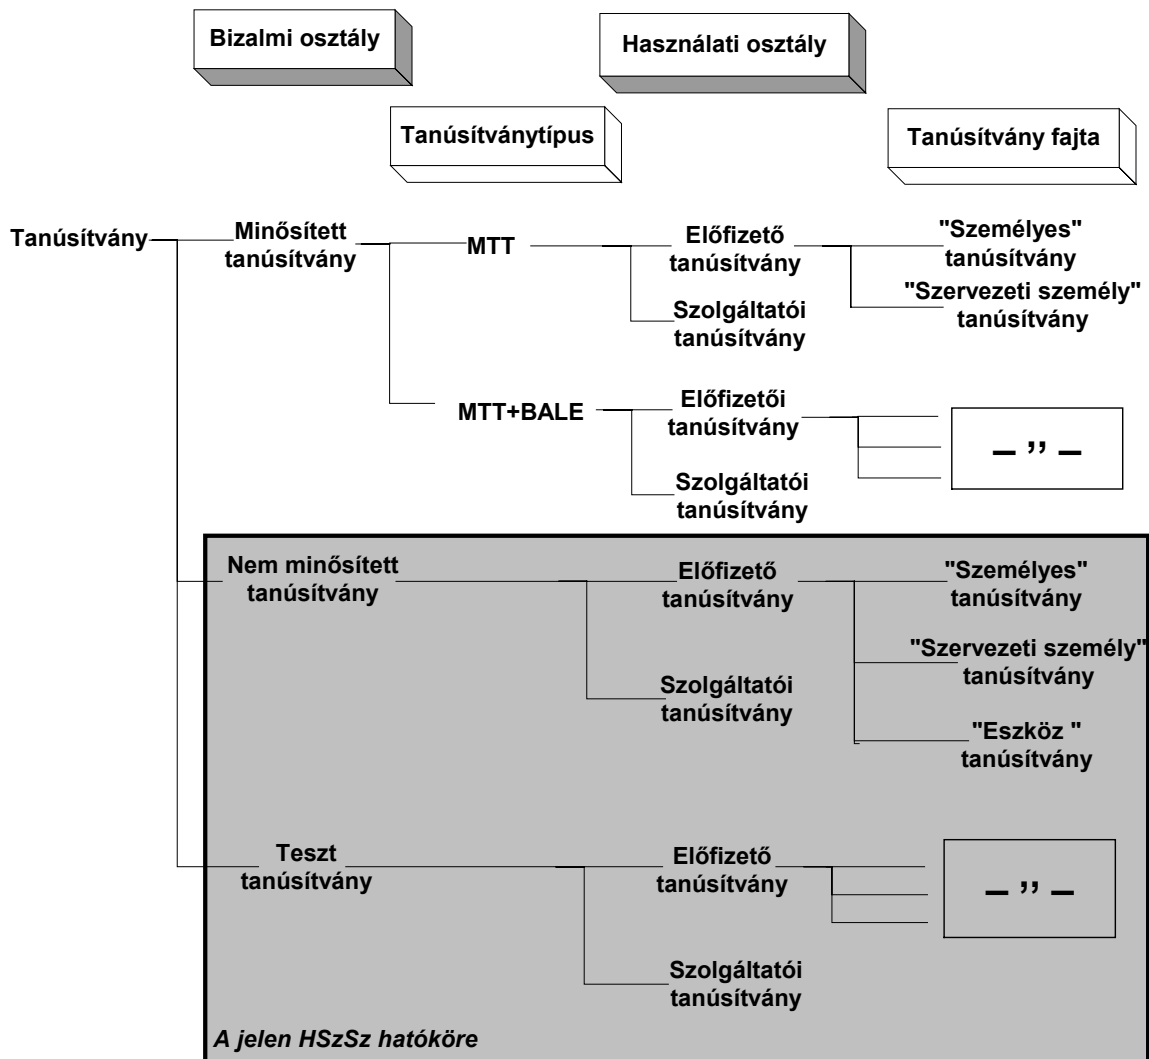 Bizalmi osztály
Használati osztály
Tanúsítványtípus
Tanúsítvány fajta
Tanúsítvány
Minősített
tanúsítvány
MTT
Előfizető
tanúsítvány
"Személyes"
tanúsítvány
"Szervezeti személy"
tanúsítvány
Szolgáltatói
tanúsítvány
MTT+BALE
Előfizetői
tanúsítvány
– ” –
Szolgáltatói
tanúsítvány
Nem minősített
tanúsítvány
Előfizető
tanúsítvány
"Személyes"
tanúsítvány
"Szervezeti személy"
tanúsítvány
Szolgáltatói
tanúsítvány
"Eszköz "
tanúsítvány
Teszt
tanúsítvány
Előfizető
tanúsítvány
– ” –
Szolgáltatói
tanúsítvány
A jelen HSzSz hatóköre